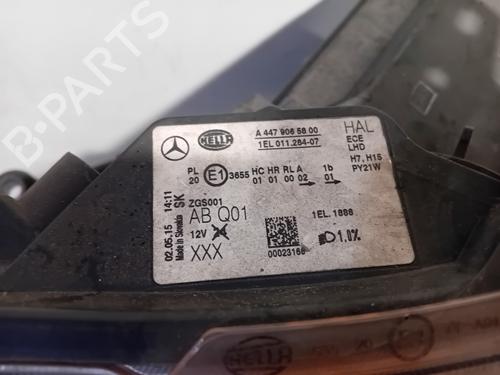 HELLA
A 447 906 58 00
1EL 011.284-07
HAL
ECE
LHD
PL
20
E1
3655
HC HR RL A
01 01 00 02
1b
01
H7, H15
PY21W
ZGS001
AB Q01
12V
XXX
02.05.15 14:11
Made in Slovakia SK
1EL. 1888
1.0%
B-PARTS
HELLA